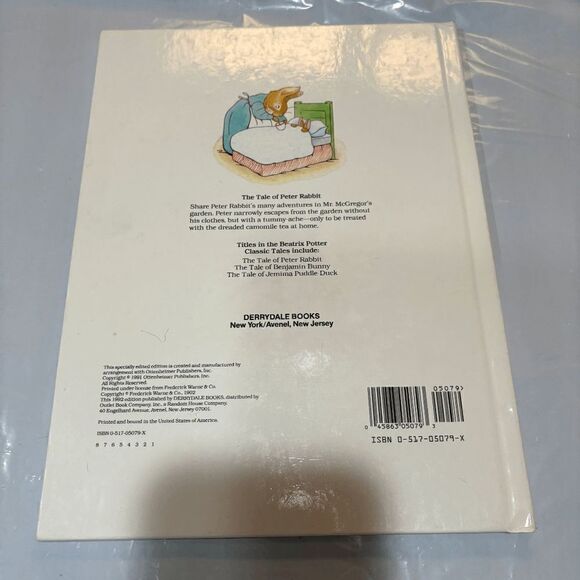 The Tale of Peter Rabbit
Share Peter Rabbit's many adventures in Mr. McGregor's
garden. Peter narrowly escapes from the garden without
his clothes, but with a tummy-ache—only to be treated
with the dreaded camomile tea at home.
Titles in the Beatrix Potter
Classic Tales include:
The Tale of Peter Rabbit
The Tale of Benjamin Bunny
The Tale of Jemima Puddle-Duck
DERRYDALE BOOKS
New York/Avenel, New Jersey
This specially edited edition is created and manufactured by
arrangement with Ottenheimer Publishers, Inc.
Copyright © 1991 Ottenheimer Publishers, Inc.
All Rights Reserved.
Printed under license from Frederick Warne & Co.
Copyright © Frederick Warne & Co., 1902
This 1992 edition published by DERRYDALE BOOKS, distributed by
Outlet Book Company, Inc., a Random House Company,
40 Engelhard Avenue, Avenel, New Jersey 07001.
Printed and bound in the United States of America.
ISBN 0-517-05079-X
8 7 6 5 4 3 2 1
05079
0 45863 05079 3
ISBN 0-517-05079-X